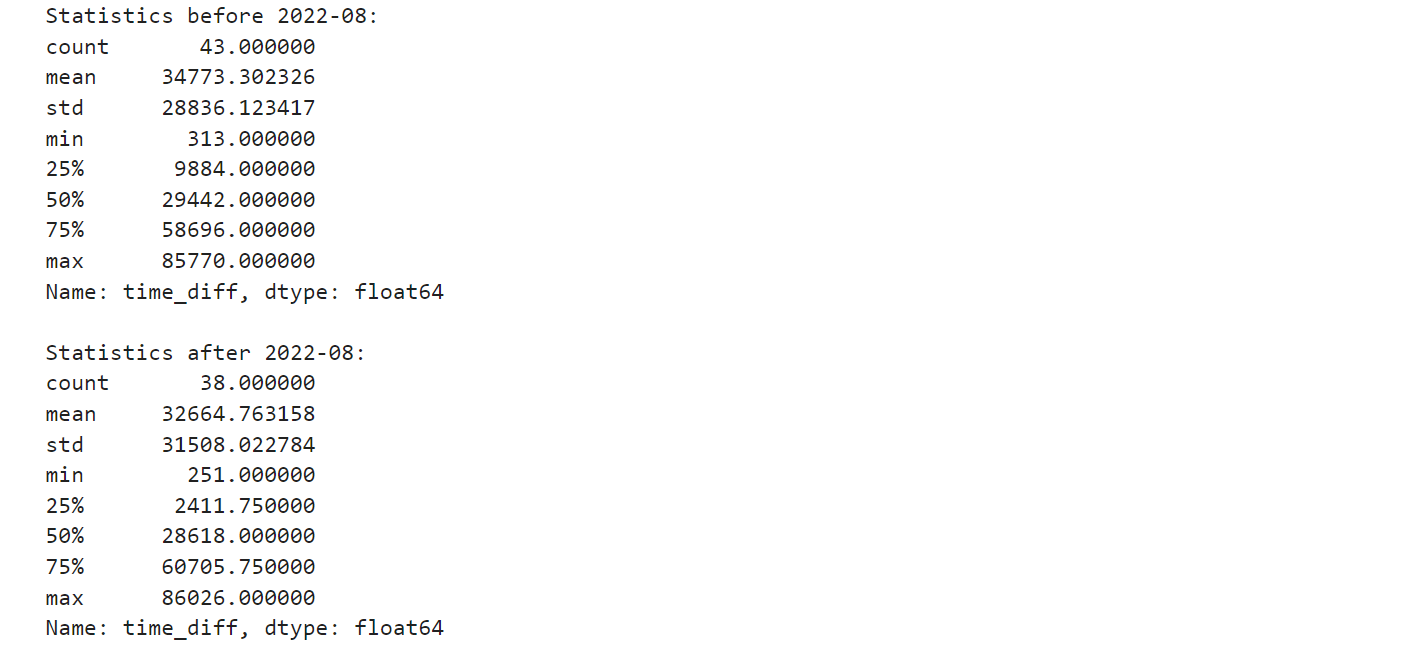 Statistics before 2022-08:
count       43.000000
mean     34773.302326
std      28836.123417
min        313.000000
25%       9884.000000
50%      29442.000000
75%      58696.000000
max      85770.000000
Name: time_diff, dtype: float64

Statistics after 2022-08:
count       38.000000
mean     32664.763158
std      31508.022784
min        251.000000
25%       2411.750000
50%      28618.000000
75%      60705.750000
max      86026.000000
Name: time_diff, dtype: float64